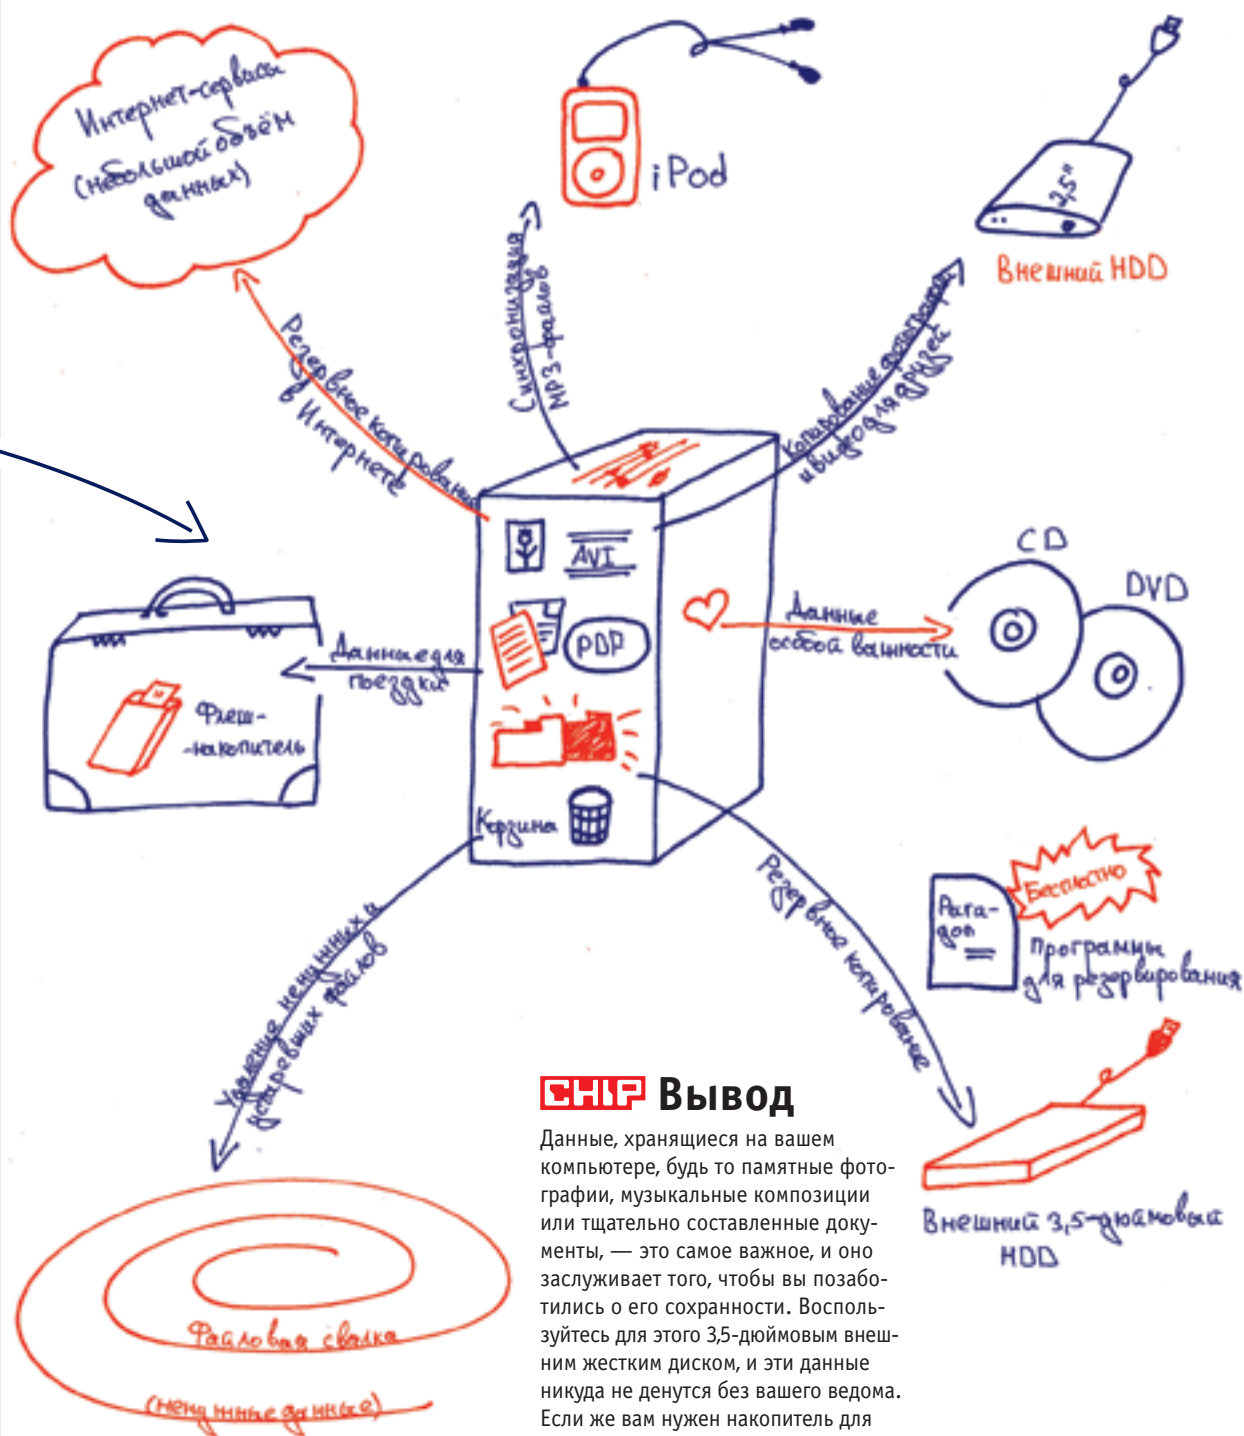 Интернет-сервисы
(небольшой объём
данных)
iPod
2,5"
Внешний HDD
Резервное копирование
в Интернете
Синхронизация
MP3-файлов
Копирование фотографий
и видео для друзей
AVI
PDP
Корзина
Данные для
поездки
Флеш-
-накопитель
Данные
особой важности
CD
DVD
Удаление ненужных и
устаревших файлов
Резервное копирование
Бесплатно
Para-
gon
Программы
для резервирования
Внешний 3,5-дюймовый
HDD
Файловая свалка
(ненужные данные)
CHIP Вывод
Данные, хранящиеся на вашем
компьютере, будь то памятные фото-
графии, музыкальные композиции
или тщательно составленные доку-
менты, — это самое важное, и оно
заслуживает того, чтобы вы позабо-
тились о его сохранности. Восполь-
зуйтесь для этого 3,5-дюймовым внеш-
ним жестким диском, и эти данные
никуда не денутся без вашего ведома.
Если же вам нужен накопитель для